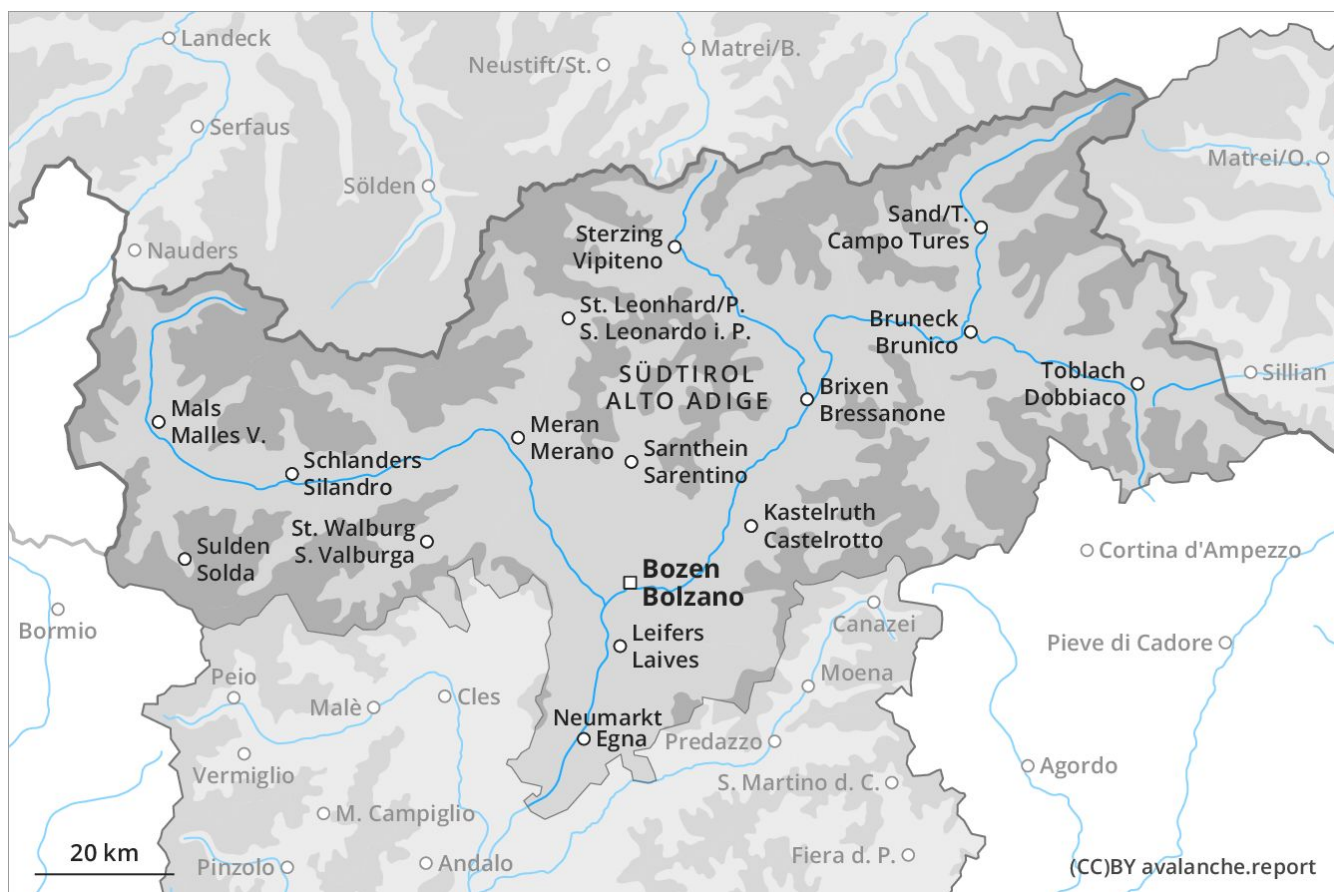 Landeck
Matrei/B.
Neustift/St.
Serfaus
Matrei/O.
Sölden
Sand/T.
Campo Tures
Sterzing
Vipiteno
Nauders
St. Leonhard/P.
S. Leonardo i. P.
Bruneck
Brunico
SÜDTIROL
ALTO ADIGE
Toblach
Dobbiaco
Sillian
Brixen
Bressanone
Mals
Malles V.
Meran
Merano
Sarnthein
Sarentino
Schlanders
Silandro
Kastelruth
Castelrotto
St. Walburg
S. Valburga
Sulden
Solda
Cortina d'Ampezzo
Bozen
Bolzano
Bormio
Canazei
Leifers
Laives
Pieve di Cadore
Peio
Moena
Cles
Malè
Neumarkt
Egna
Predazzo
Vermiglio
Agordo
S. Martino d. C.
M. Campiglio
20 km
Pinzolo
Andalo
Fiera d. P.
(CC)BY avalanche.report